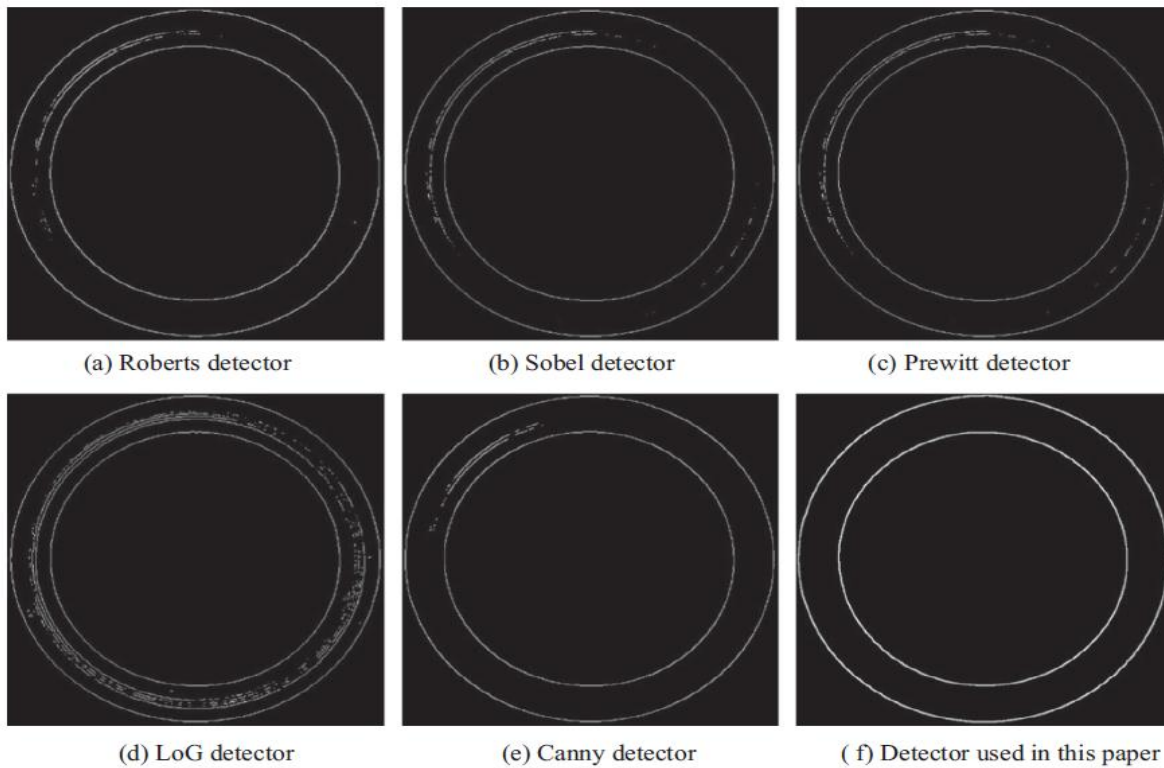 (a) Roberts detector
(b) Sobel detector
(c) Prewitt detector
(d) LoG detector
(e) Canny detector
( f) Detector used in this paper